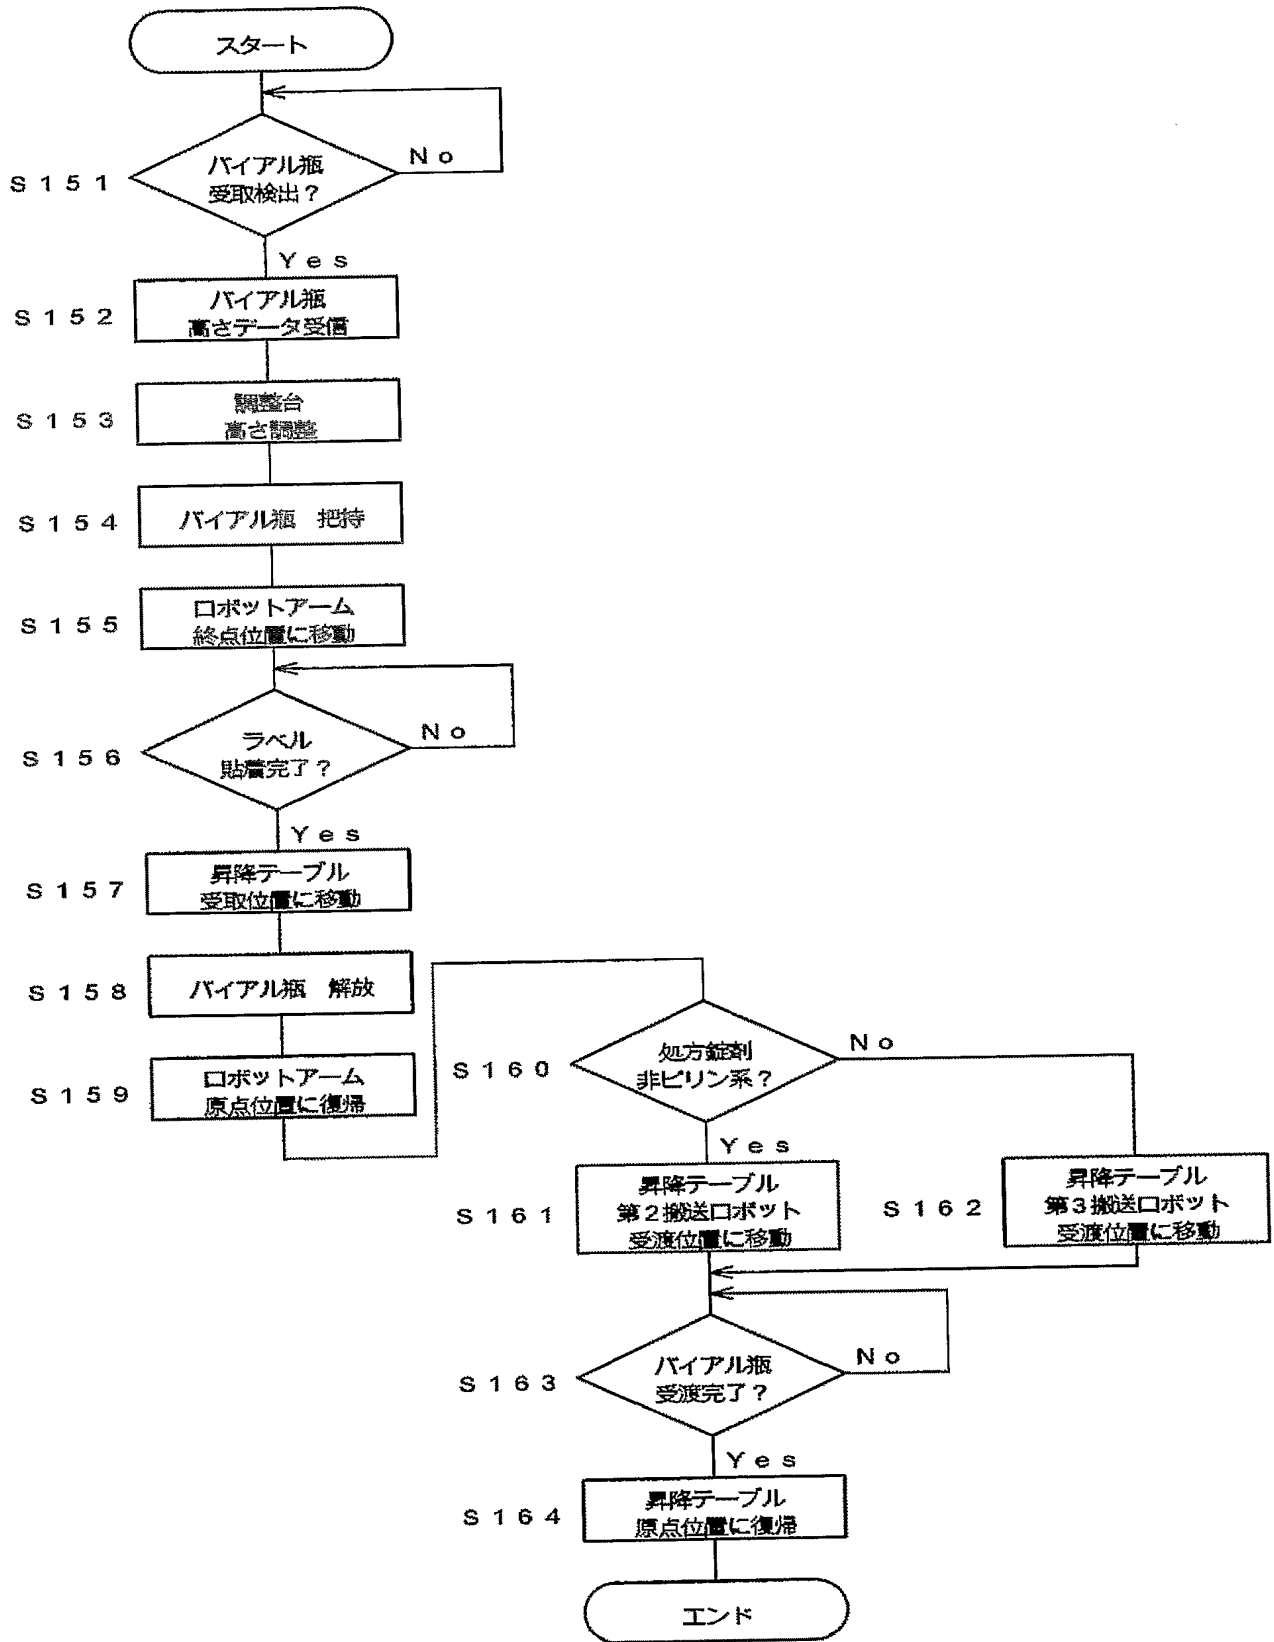 スタート
S151
バイアル瓶
受取検出？
No
Yes
S152
バイアル瓶
高さデータ受信
S153
調整台
高さ調整
S154
バイアル瓶　把持
S155
ロボットアーム
終点位置に移動
S156
ラベル
貼着完了？
No
Yes
S157
昇降テーブル
受取位置に移動
S158
バイアル瓶　解放
S159
ロボットアーム
原点位置に復帰
S160
処方錠剤
非ピリン系？
No
Yes
S161
昇降テーブル
第2搬送ロボット
受渡位置に移動
S162
昇降テーブル
第3搬送ロボット
受渡位置に移動
S163
バイアル瓶
受渡完了？
No
Yes
S164
昇降テーブル
原点位置に復帰
エンド